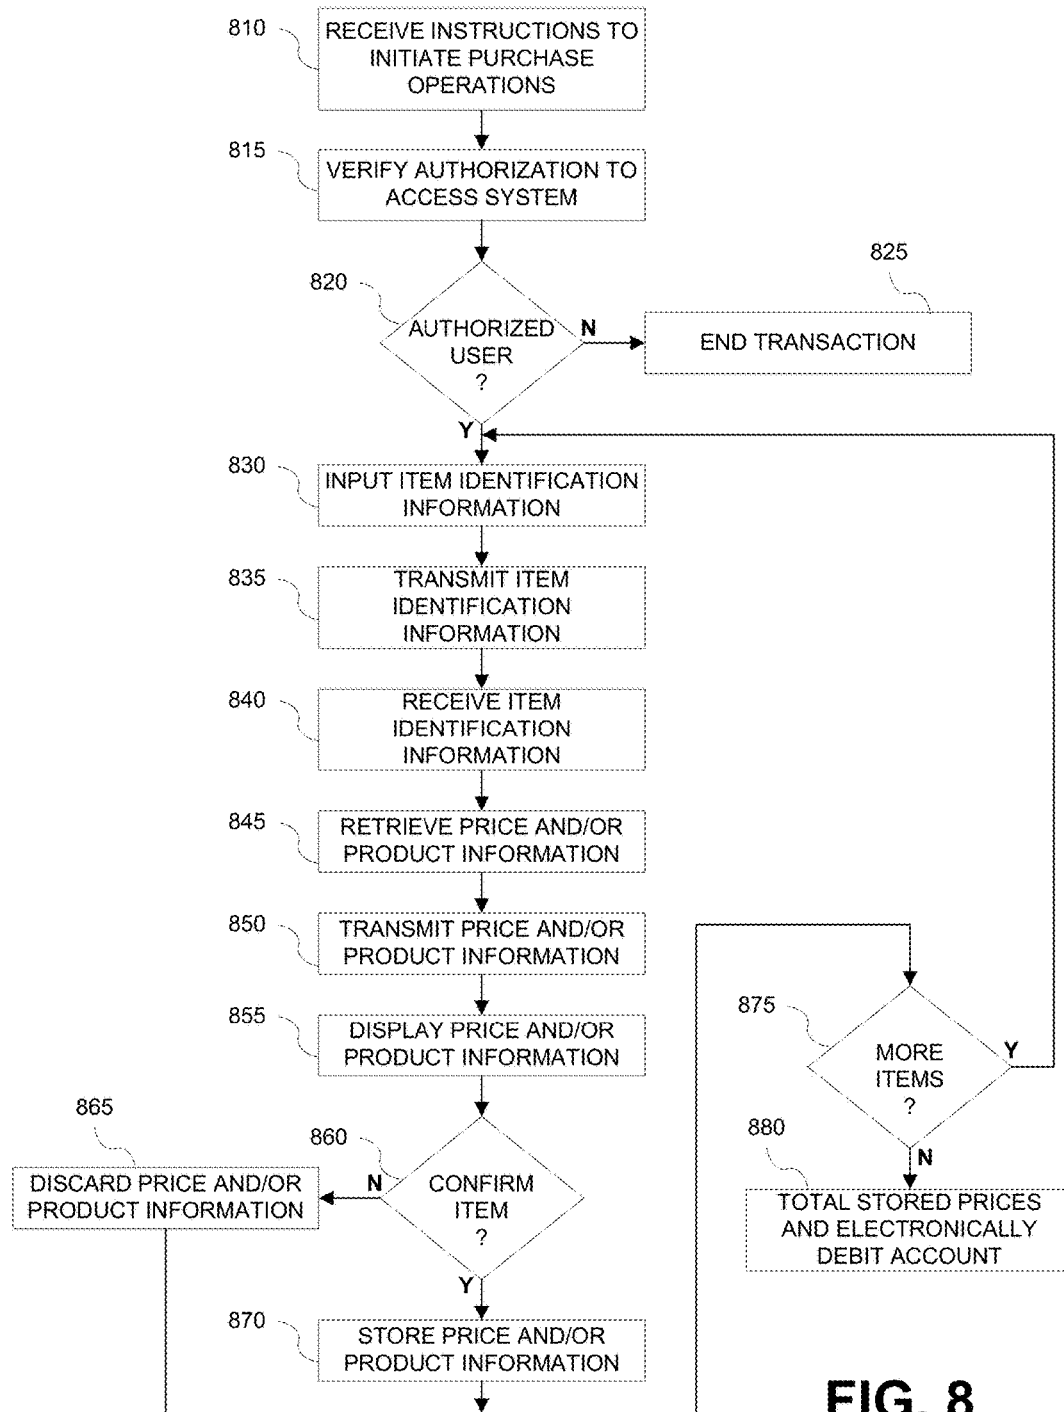 810
RECEIVE INSTRUCTIONS TO
INITIATE PURCHASE
OPERATIONS
815
VERIFY AUTHORIZATION TO
ACCESS SYSTEM
820
AUTHORIZED
USER
?
N
825
END TRANSACTION
Y
830
INPUT ITEM IDENTIFICATION
INFORMATION
835
TRANSMIT ITEM
IDENTIFICATION
INFORMATION
840
RECEIVE ITEM
IDENTIFICATION
INFORMATION
845
RETRIEVE PRICE AND/OR
PRODUCT INFORMATION
850
TRANSMIT PRICE AND/OR
PRODUCT INFORMATION
855
DISPLAY PRICE AND/OR
PRODUCT INFORMATION
860
CONFIRM
ITEM
?
N
865
DISCARD PRICE AND/OR
PRODUCT INFORMATION
Y
870
STORE PRICE AND/OR
PRODUCT INFORMATION
875
MORE
ITEMS
?
Y
N
880
TOTAL STORED PRICES
AND ELECTRONICALLY
DEBIT ACCOUNT
FIG. 8